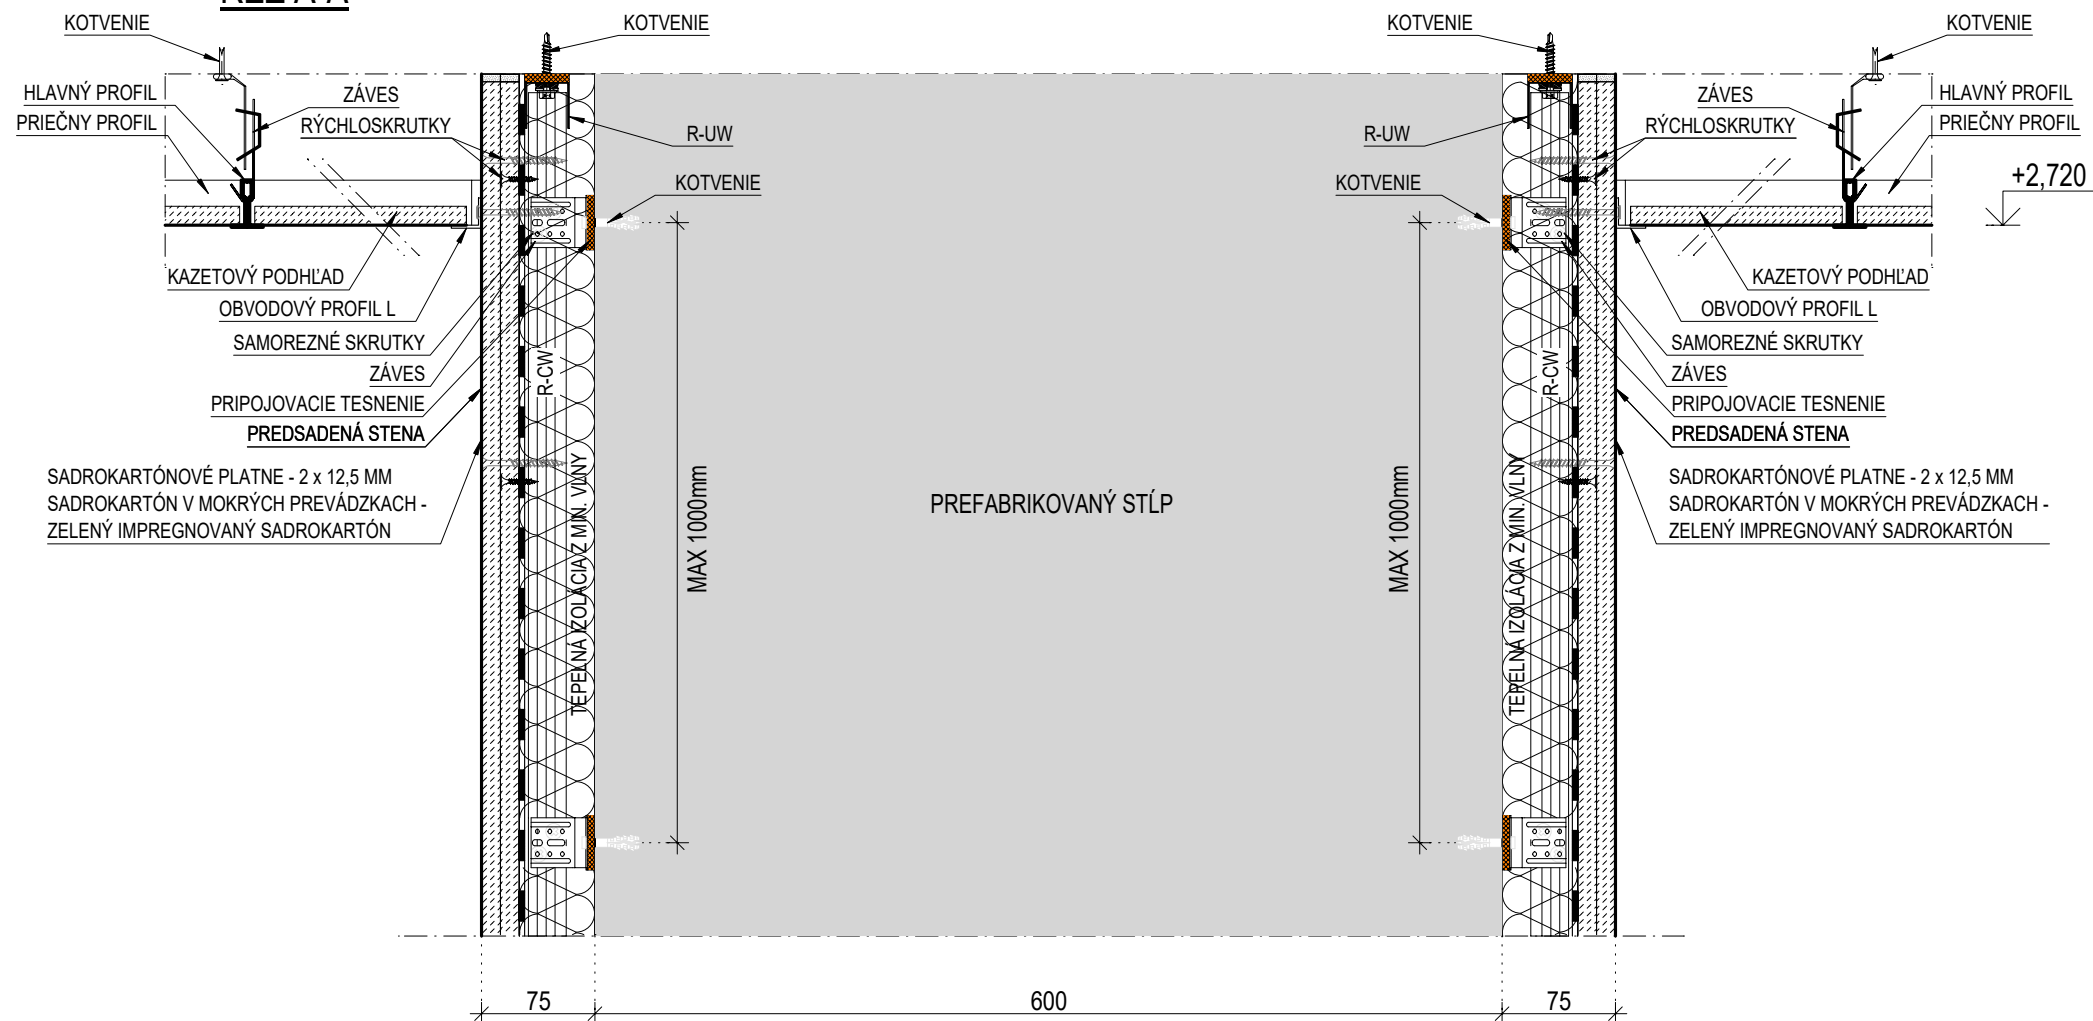 KOTVENIE
HLAVNÝ PROFIL
PRIEČNY PROFIL
ZÁVES
RÝCHLOSKRUTKY
KOTVENIE
R-UW
KOTVENIE
KAZETOVÝ PODHĽAD
OBVODOVÝ PROFIL L
SAMOREZNÉ SKRUTKY
ZÁVES
PRIPOJOVACIE TESNENIE
PREDSADENÁ STENA
SADROKARTÓNOVÉ PLATNE - 2 x 12,5 MM
SADROKARTÓN V MOKRÝCH PREVÁDZKACH -
ZELENÝ IMPREGNOVANÝ SADROKARTÓN
R-CW
TEPELNÁ IZOLÁCIA Z MIN. VLNY
MAX 1000mm
PREFABRIKOVANÝ STĹP
MAX 1000mm
TEPELNÁ IZOLÁCIA Z MIN. VLNY
R-CW
KOTVENIE
R-UW
KOTVENIE
KOTVENIE
ZÁVES
RÝCHLOSKRUTKY
HLAVNÝ PROFIL
PRIEČNY PROFIL
+2,720
KAZETOVÝ PODHĽAD
OBVODOVÝ PROFIL L
SAMOREZNÉ SKRUTKY
ZÁVES
PRIPOJOVACIE TESNENIE
PREDSADENÁ STENA
SADROKARTÓNOVÉ PLATNE - 2 x 12,5 MM
SADROKARTÓN V MOKRÝCH PREVÁDZKACH -
ZELENÝ IMPREGNOVANÝ SADROKARTÓN
75
600
75